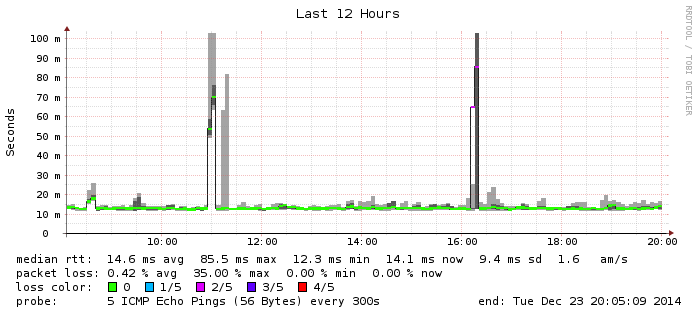 Last 12 Hours
RRDTOOL / TOBI OETIKER
Seconds
100 m
90 m
80 m
70 m
60 m
50 m
40 m
30 m
20 m
10 m
0
10:00 12:00 14:00 16:00 18:00 20:00
median rtt: 14.6 ms avg 85.5 ms max 12.3 ms min 14.1 ms now 9.4 ms sd 1.6 am/s
packet loss: 0.42 % avg 35.00 % max 0.00 % min 0.00 % now
loss color: 0 1/5 2/5 3/5 4/5
probe: 5 ICMP Echo Pings (56 Bytes) every 300s end: Tue Dec 23 20:05:09 2014